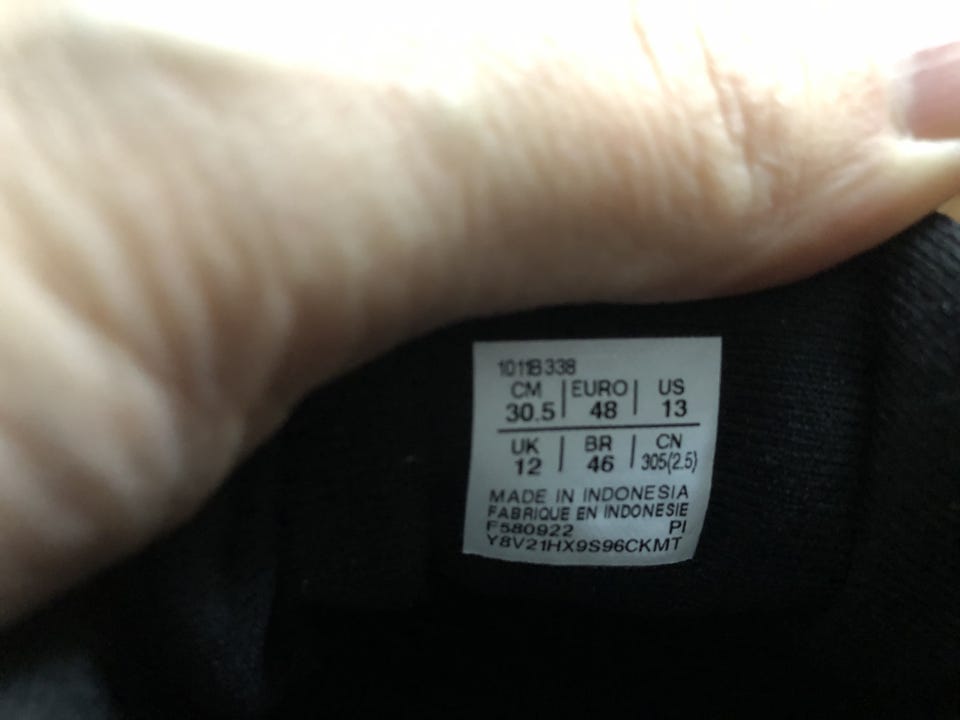 1011B338
CM | EURO | US
30.5 | 48 | 13
UK | BR | CN
12 | 46 | 305(2.5)
MADE IN INDONESIA
FABRIQUE EN INDONESIE
F580922 PI
Y8V21HX9S96CKMT